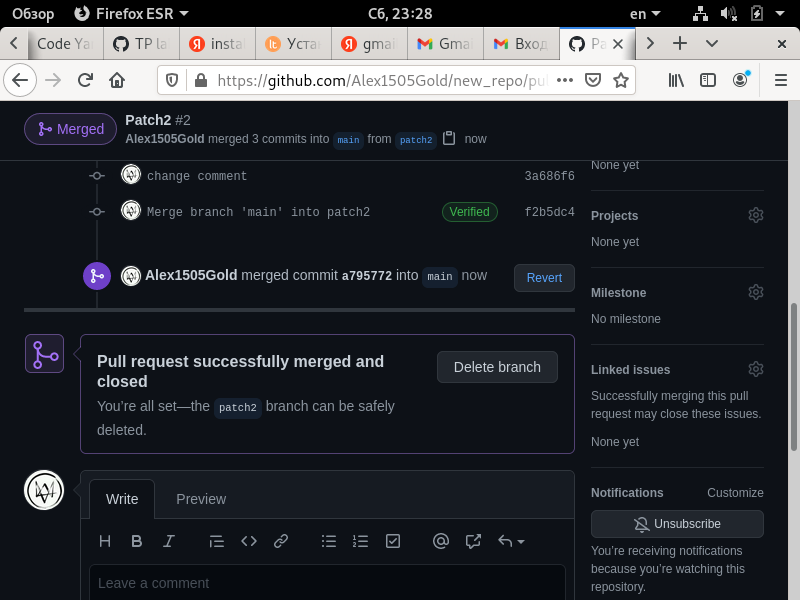 Обзор Firefox ESR Сб, 23:28 en
Code Ya TP la insta Уста gmai Gma Вход Pa
https://github.com/Alex1505Gold/new_repo/pu
Merged Patch2 #2
Alex1505Gold merged 3 commits into main from patch2 now
change comment 3a686f6
Merge branch 'main' into patch2 Verified f2b5dc4
Alex1505Gold merged commit a795772 into main now Revert
Pull request successfully merged and
closed
Delete branch
You're all set—the patch2 branch can be safely
deleted.
Write Preview
H B I
Leave a comment
None yet
Projects
None yet
Milestone
No milestone
Linked issues
Successfully merging this pull
request may close these issues.
None yet
Notifications Customize
Unsubscribe
You're receiving notifications
because you're watching this
repository.